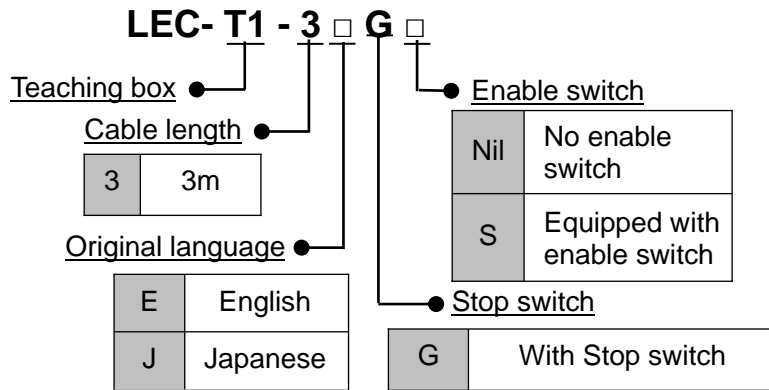 LEC- T1 - 3 □ G □
Teaching box
Enable switch
Cable length
Nil No enable
switch
3 3m
S Equipped with
enable switch
Original language
E English
Stop switch
J Japanese
G With Stop switch